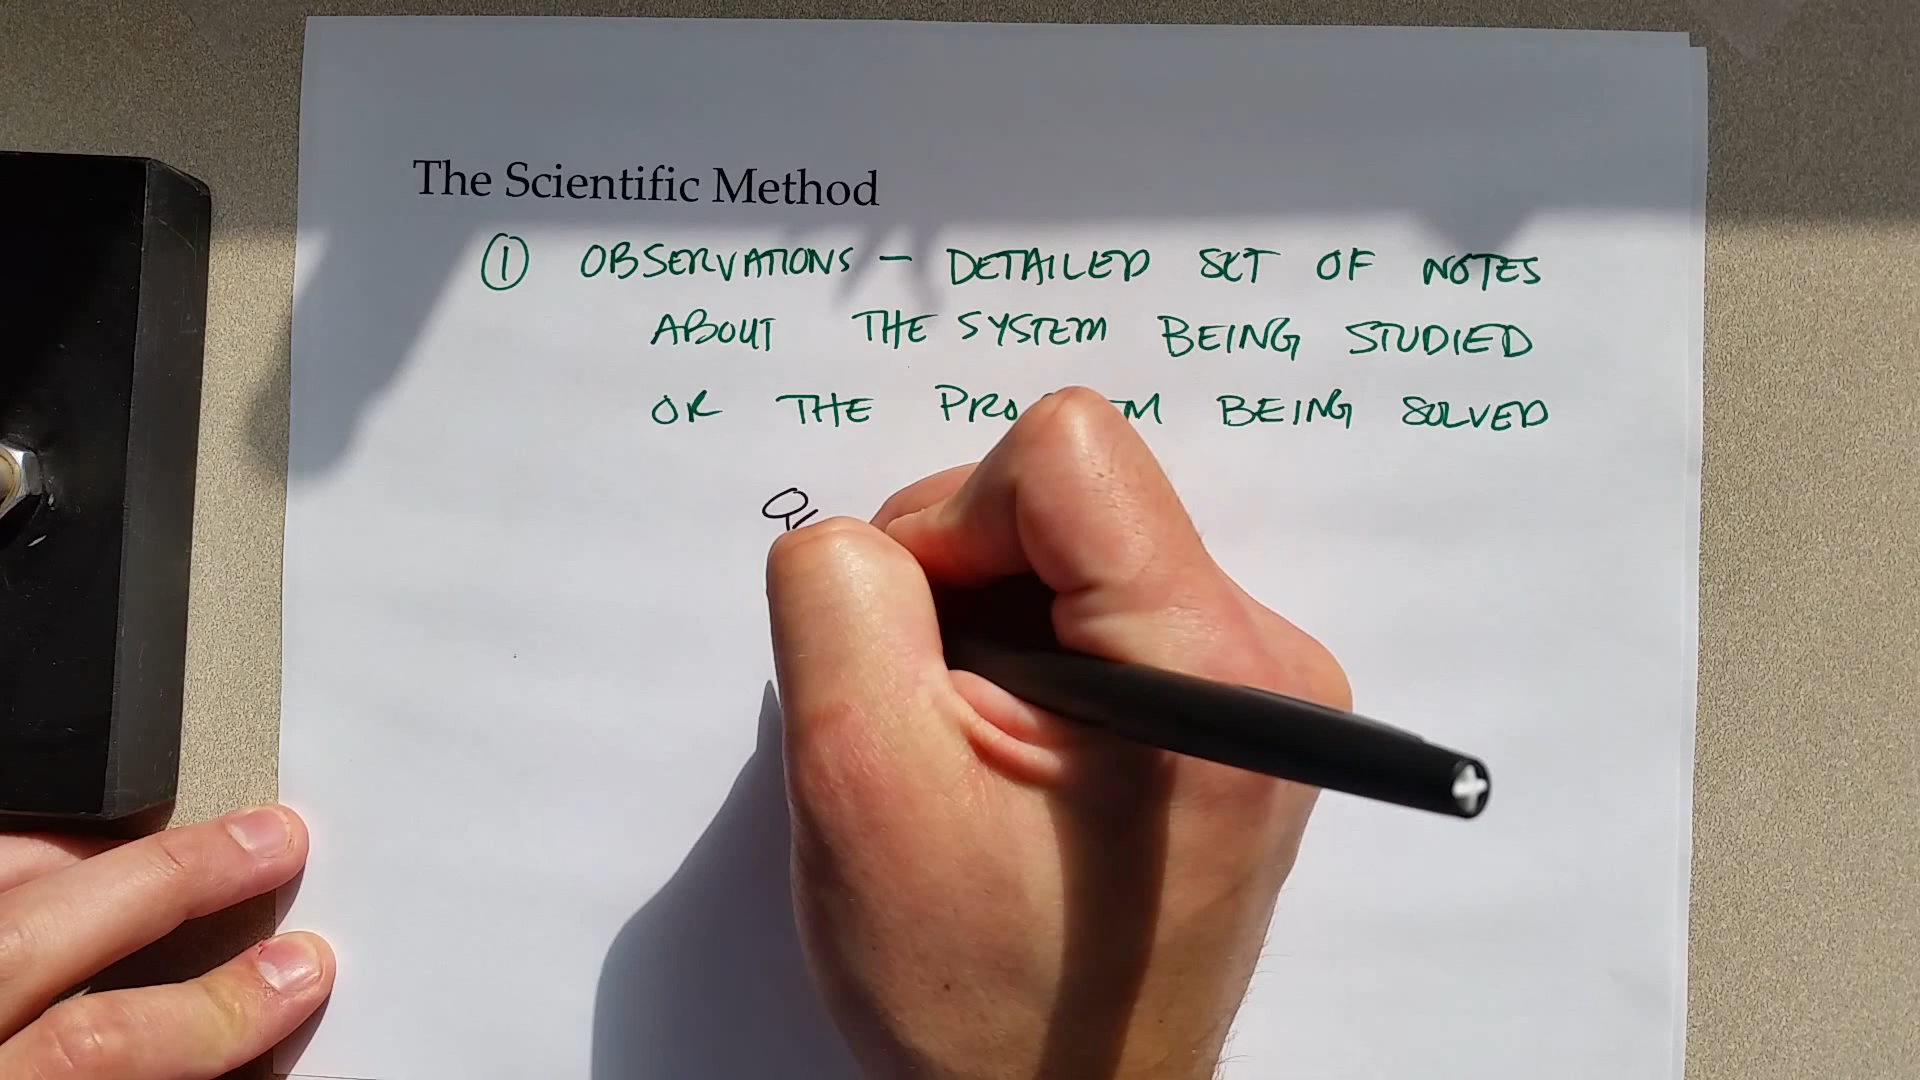 The Scientific Method
① OBSERVATIONS – DETAILED SET OF NOTES
ABOUT THE SYSTEM BEING STUDIED
OR THE BEING SOLVED